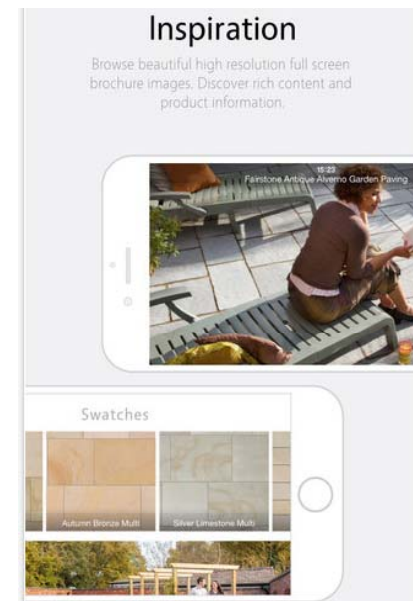 Inspiration
Browse beautiful high resolution full screen
brochure images. Discover rich content and
product information.
15:23
Fairstone Antique Alverno Garden Paving
Swatches
Autumn Bronze Multi
Silver Limestone Multi